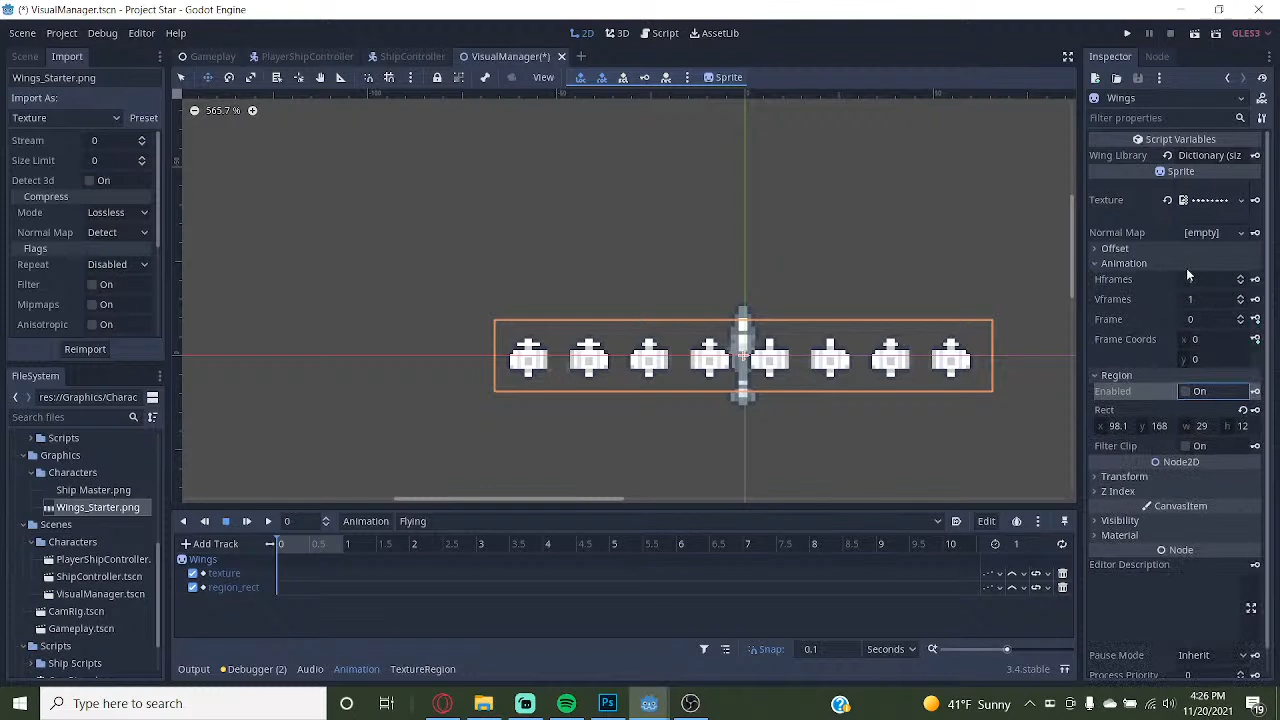 (*) VisualManager.tscn - Project Star - Godot Engine
Scene Project Debug Editor Help
2D 3D Script AssetLib
GLES3
Scene Import
Gameplay PlayerShipController ShipController VisualManager(*)
Inspector Node
Wings_Starter.png
View
Sprite
Import As:
Texture Preset
Stream 0
Size Limit 0
Detect 3d On
Compress
Mode Lossless
Normal Map Detect
Flags
Repeat Disabled
Filter On
Mipmaps On
Anisotropic On
Reimport
FileSystem
res://Graphics/Charac
Search files
Scripts
Graphics
Characters
Ship Master.png
Wings_Starter.png
Scenes
Characters
PlayerShipController.
ShipController.tscn
VisualManager.tscn
CamRig.tscn
Gameplay.tscn
Scripts
Ship Scripts
-100 -50 0 50
565.7%
0 Animation Flying Edit
Add Track 0 0.5 1 1.5 2 2.5 3 3.5 4 4.5 5 5.5 6 6.5 7 7.5 8 8.5 9 9.5 10 1
Wings
texture
region_rect
Snap: 0.1 Seconds
Output Debugger (2) Audio Animation TextureRegion 3.4.stable
Wings
Filter properties
Script Variables
Wing Library Dictionary (siz
Sprite
Texture
Normal Map [empty]
Offset
Animation
Hframes 1
Vframes 1
Frame 0
Frame Coords x 0
y 0
Region
Enabled On
Rect
x 98.1 y 168 w 29 h 12
Filter Clip On
Node2D
Transform
Z Index
CanvasItem
Visibility
Material
Node
Editor Description
Pause Mode Inherit
Process Priority 0
Type here to search
Ps
41°F Sunny
4:26 PM
11/20/2021
19